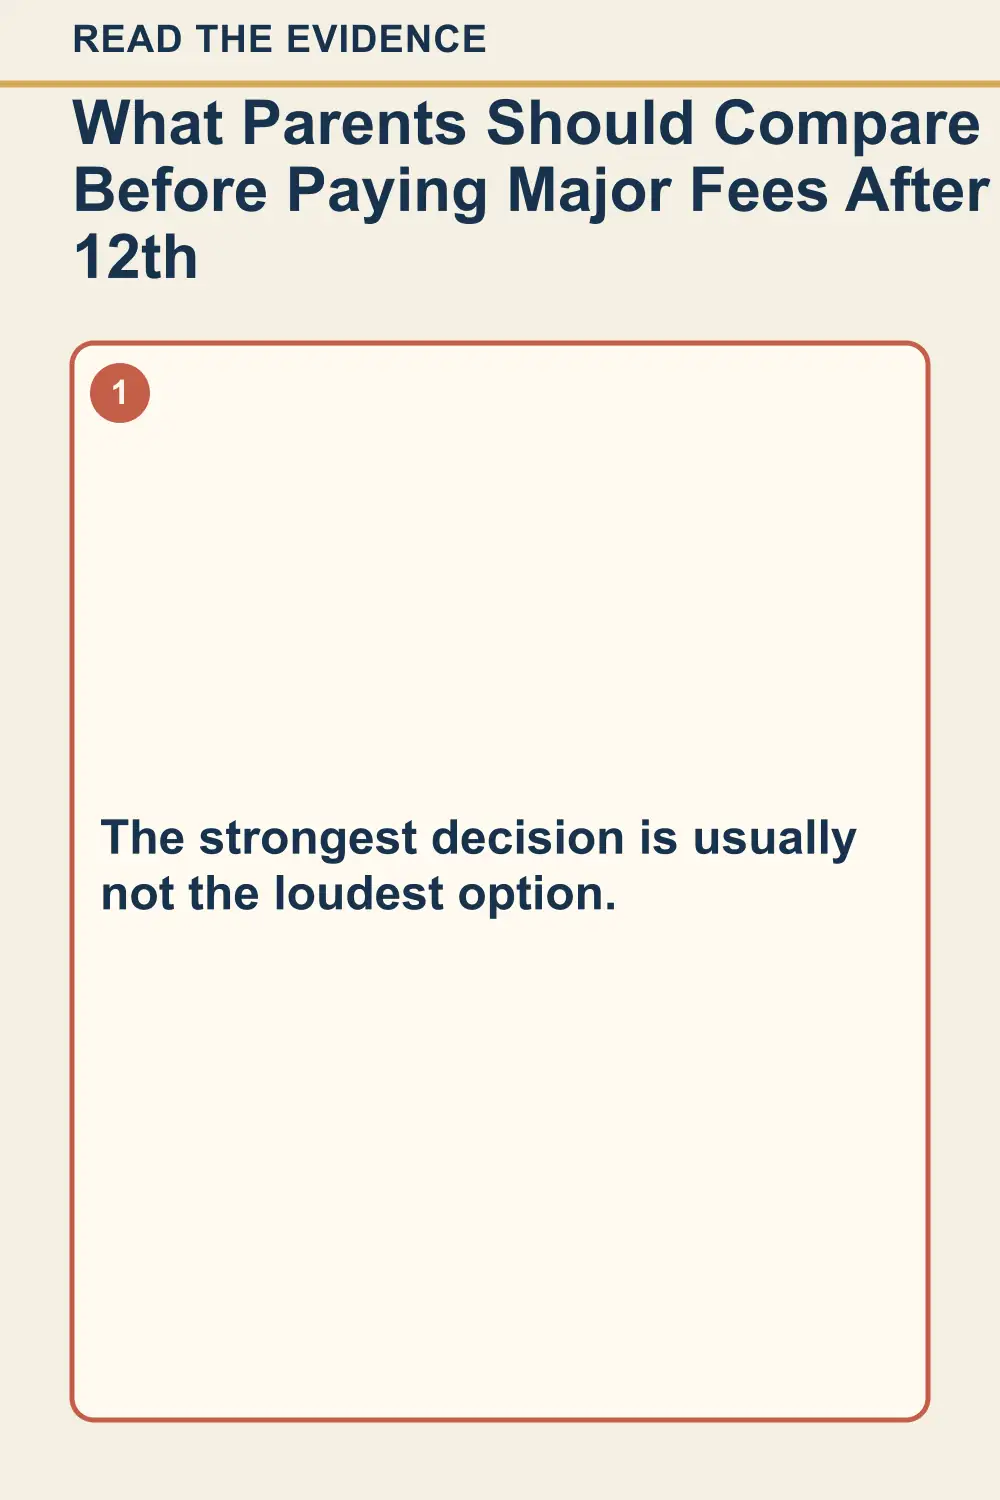 READ THE EVIDENCE
What Parents Should Compare
Before Paying Major Fees After
12th
1
The strongest decision is usually
not the loudest option.